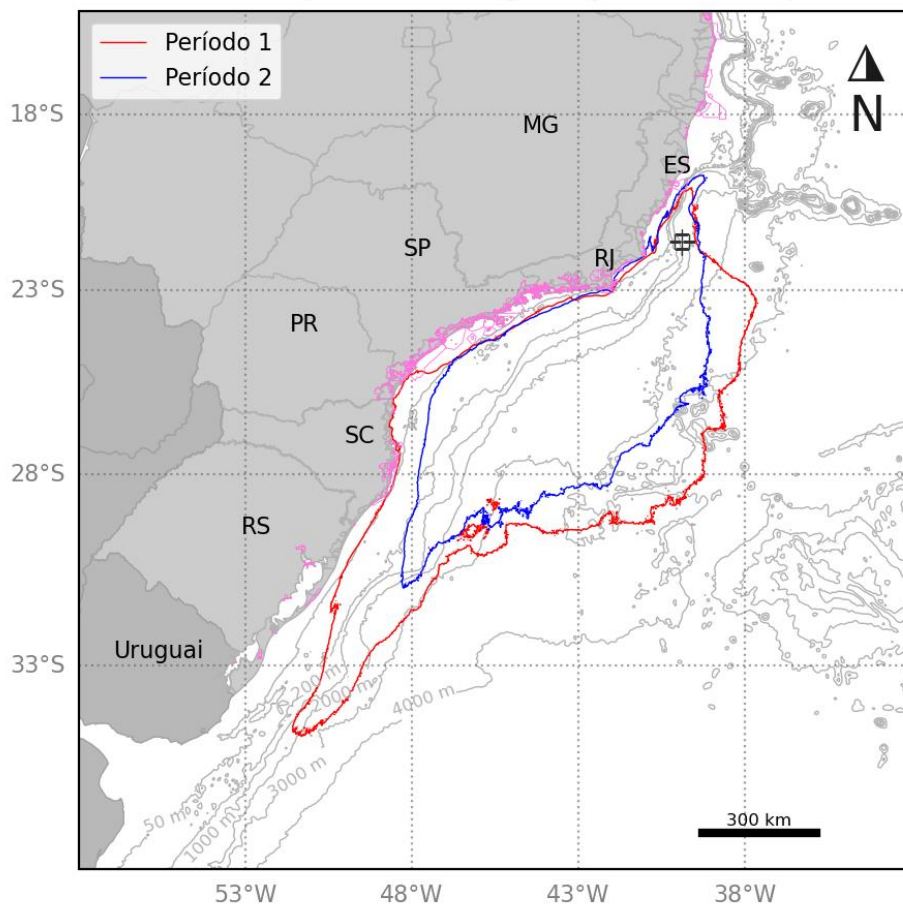 Período 1
Período 2
N
18°S
MG
ES
SP
RJ
23°S
PR
SC
28°S
RS
Uruguai
33°S
200 m
2000 m
4000 m
3000 m
50 m
1000 m
300 km
53°W
48°W
43°W
38°W